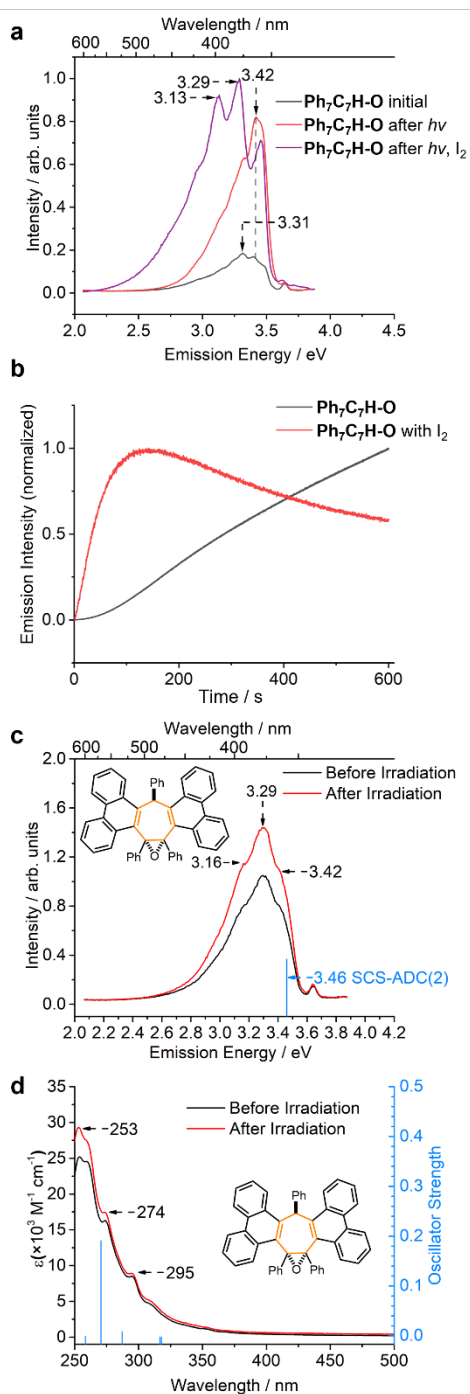 Wavelength / nm
a
600 500 400
3.29
3.42
3.13
1.0
0.8
0.6
0.4
0.2
0.0
Ph₇C₇H-O initial
Ph₇C₇H-O after hv
Ph₇C₇H-O after hv, I₂
3.31
Intensity / arb. units
2.0 2.5 3.0 3.5 4.0 4.5
Emission Energy / eV
b
Ph₇C₇H-O
Ph₇C₇H-O with I₂
1.0
0.5
0.0
Emission Intensity (normalized)
0 200 400 600
Time / s
c
Wavelength / nm
600 500 400
2.0
1.6
1.2
0.8
0.4
0.0
Before Irradiation
After Irradiation
Ph
Ph O Ph
3.29
3.16
3.42
3.46 SCS-ADC(2)
Intensity / arb. units
2.0 2.2 2.4 2.6 2.8 3.0 3.2 3.4 3.6 3.8 4.0 4.2
Emission Energy / eV
d
35
30
25
20
15
10
5
0
Before Irradiation
After Irradiation
253
274
295
Ph
Ph O Ph
0.5
0.4
0.3
0.2
0.1
0.0
ε(×10³ M⁻¹ cm⁻¹)
Oscillator Strength
250 300 350 400 450 500
Wavelength / nm